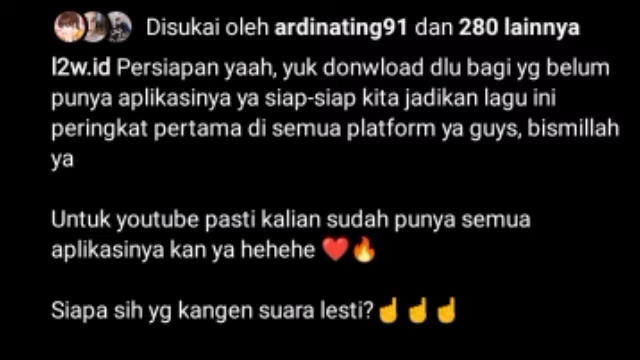 Disukai oleh ardinating91 dan 280 lainnya
l2w.id Persiapan yaah, yuk donwload dlu bagi yg belum
punya aplikasinya ya siap-siap kita jadikan lagu ini
peringkat pertama di semua platform ya guys, bismillah
ya
Untuk youtube pasti kalian sudah punya semua
aplikasinya kan ya hehehe ❤️🔥
Siapa sih yg kangen suara lesti?☝️☝️☝️